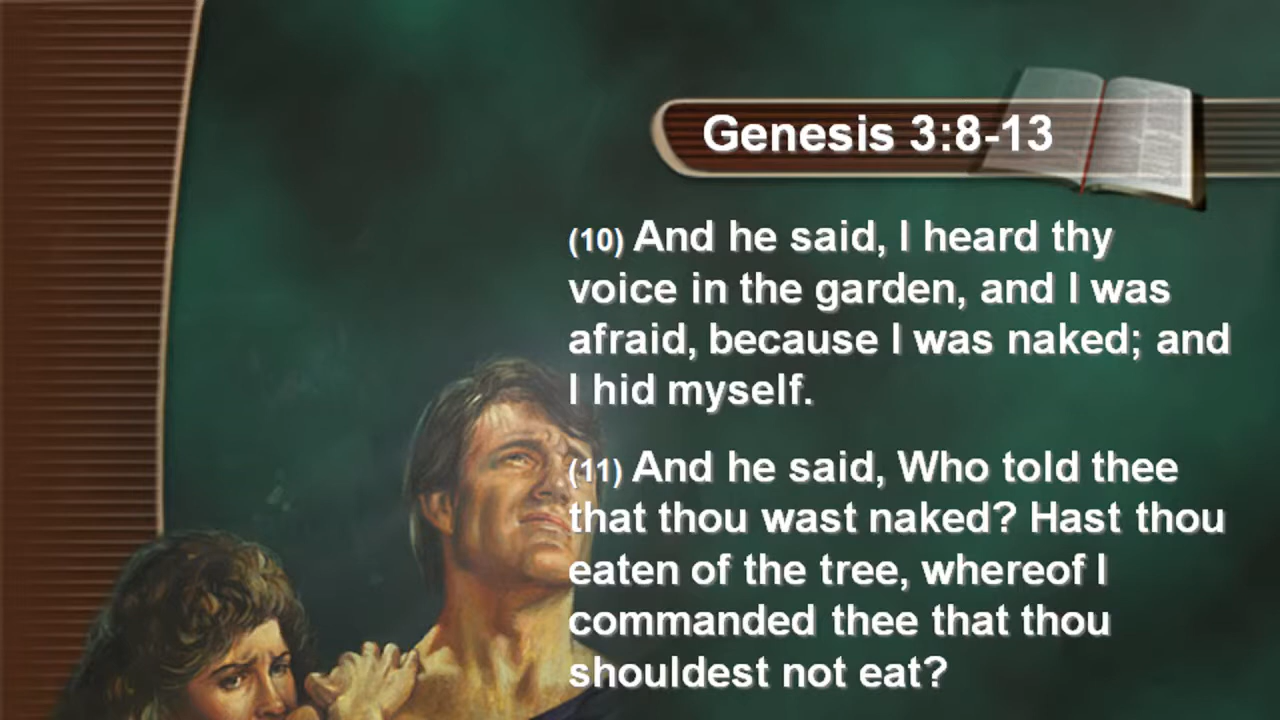 Genesis 3:8-13
(10) And he said, I heard thy
voice in the garden, and I was
afraid, because I was naked; and
I hid myself.
(11) And he said, Who told thee
that thou wast naked? Hast thou
eaten of the tree, whereof I
commanded thee that thou
shouldest not eat?